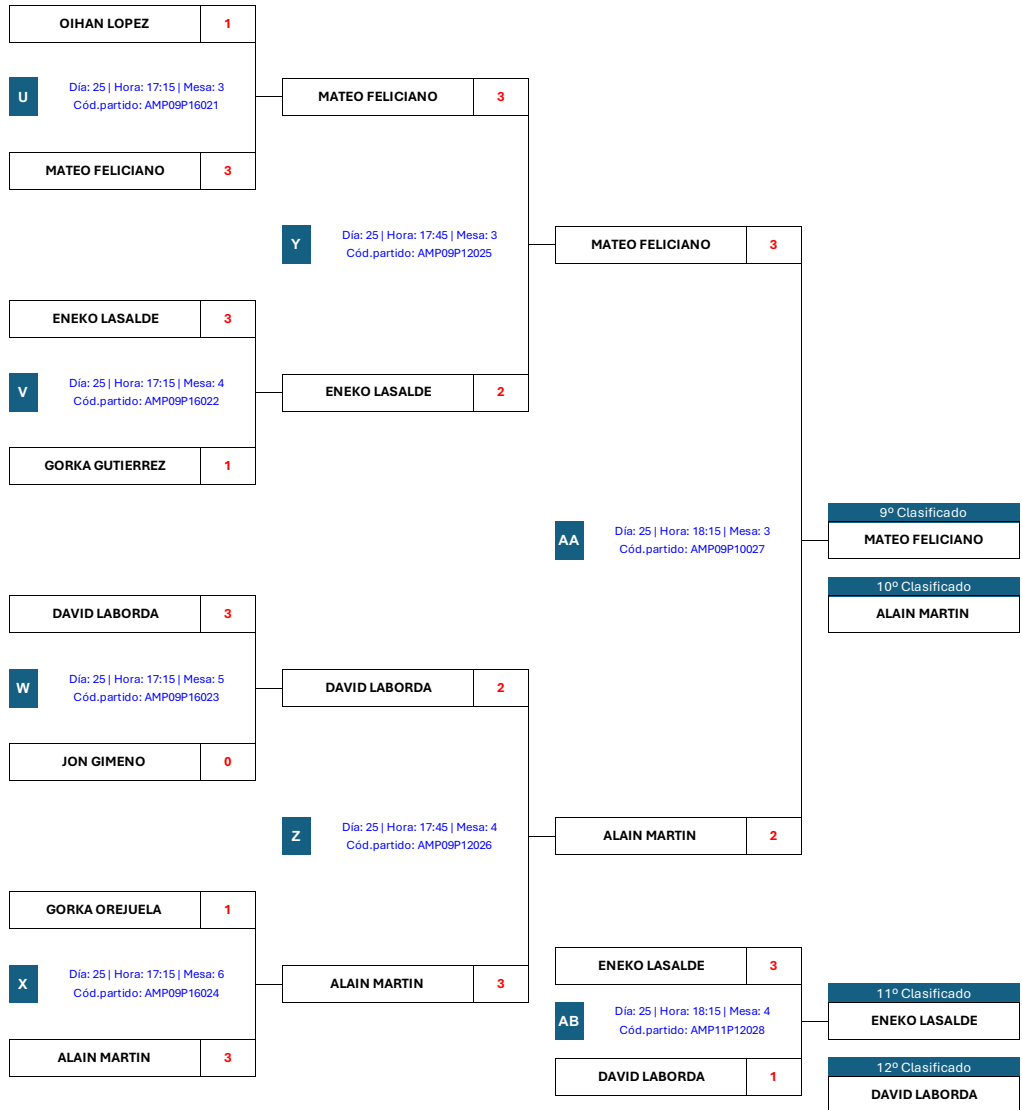 OIHAN LOPEZ 1
U Día: 25 | Hora: 17:15 | Mesa: 3
Cód.partido: AMP09P16021
MATEO FELICIANO 3
MATEO FELICIANO 3
Y Día: 25 | Hora: 17:45 | Mesa: 3
Cód.partido: AMP09P12025
MATEO FELICIANO 3
ENEKO LASALDE 3
V Día: 25 | Hora: 17:15 | Mesa: 4
Cód.partido: AMP09P16022
ENEKO LASALDE 2
GORKA GUTIERREZ 1
AA Día: 25 | Hora: 18:15 | Mesa: 3
Cód.partido: AMP09P10027
9º Clasificado
MATEO FELICIANO
10º Clasificado
ALAIN MARTIN
DAVID LABORDA 3
W Día: 25 | Hora: 17:15 | Mesa: 5
Cód.partido: AMP09P16023
DAVID LABORDA 2
JON GIMENO 0
Z Día: 25 | Hora: 17:45 | Mesa: 4
Cód.partido: AMP09P12026
ALAIN MARTIN 2
GORKA OREJUELA 1
X Día: 25 | Hora: 17:15 | Mesa: 6
Cód.partido: AMP09P16024
ALAIN MARTIN 3
ALAIN MARTIN 3
ENEKO LASALDE 3
AB Día: 25 | Hora: 18:15 | Mesa: 4
Cód.partido: AMP11P12028
DAVID LABORDA 1
11º Clasificado
ENEKO LASALDE
12º Clasificado
DAVID LABORDA